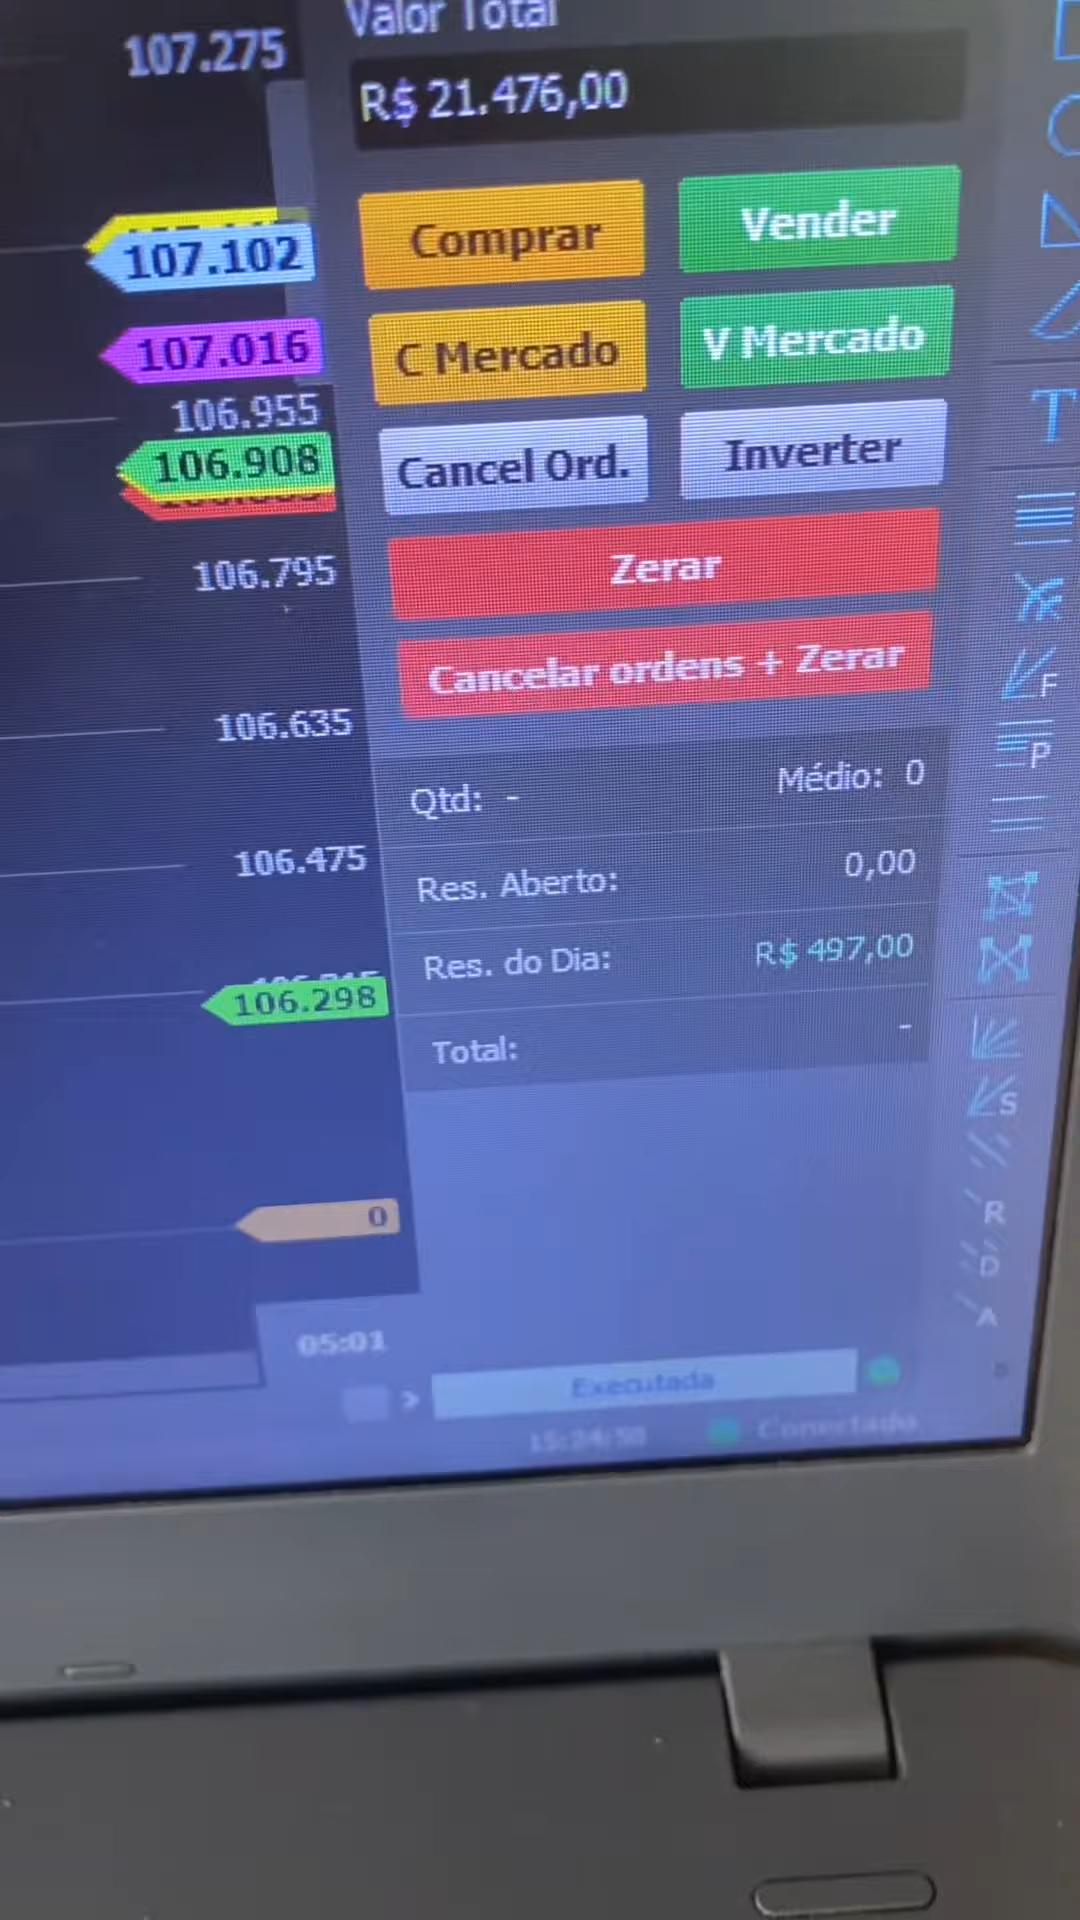 Valor Total
107.275
R$ 21.476,00
Comprar
Vender
107.102
C Mercado
V Mercado
107.016
106.955
106.908
Cancel Ord.
Inverter
106.795
Zerar
Cancelar ordens + Zerar
106.635
Qtd: -
Médio: 0
106.475
Res. Aberto:
0,00
Res. do Dia:
R$ 497,00
106.298
Total:
-
0
05:01
>
Executada
Conectado
T
F
P
S
R
D
A